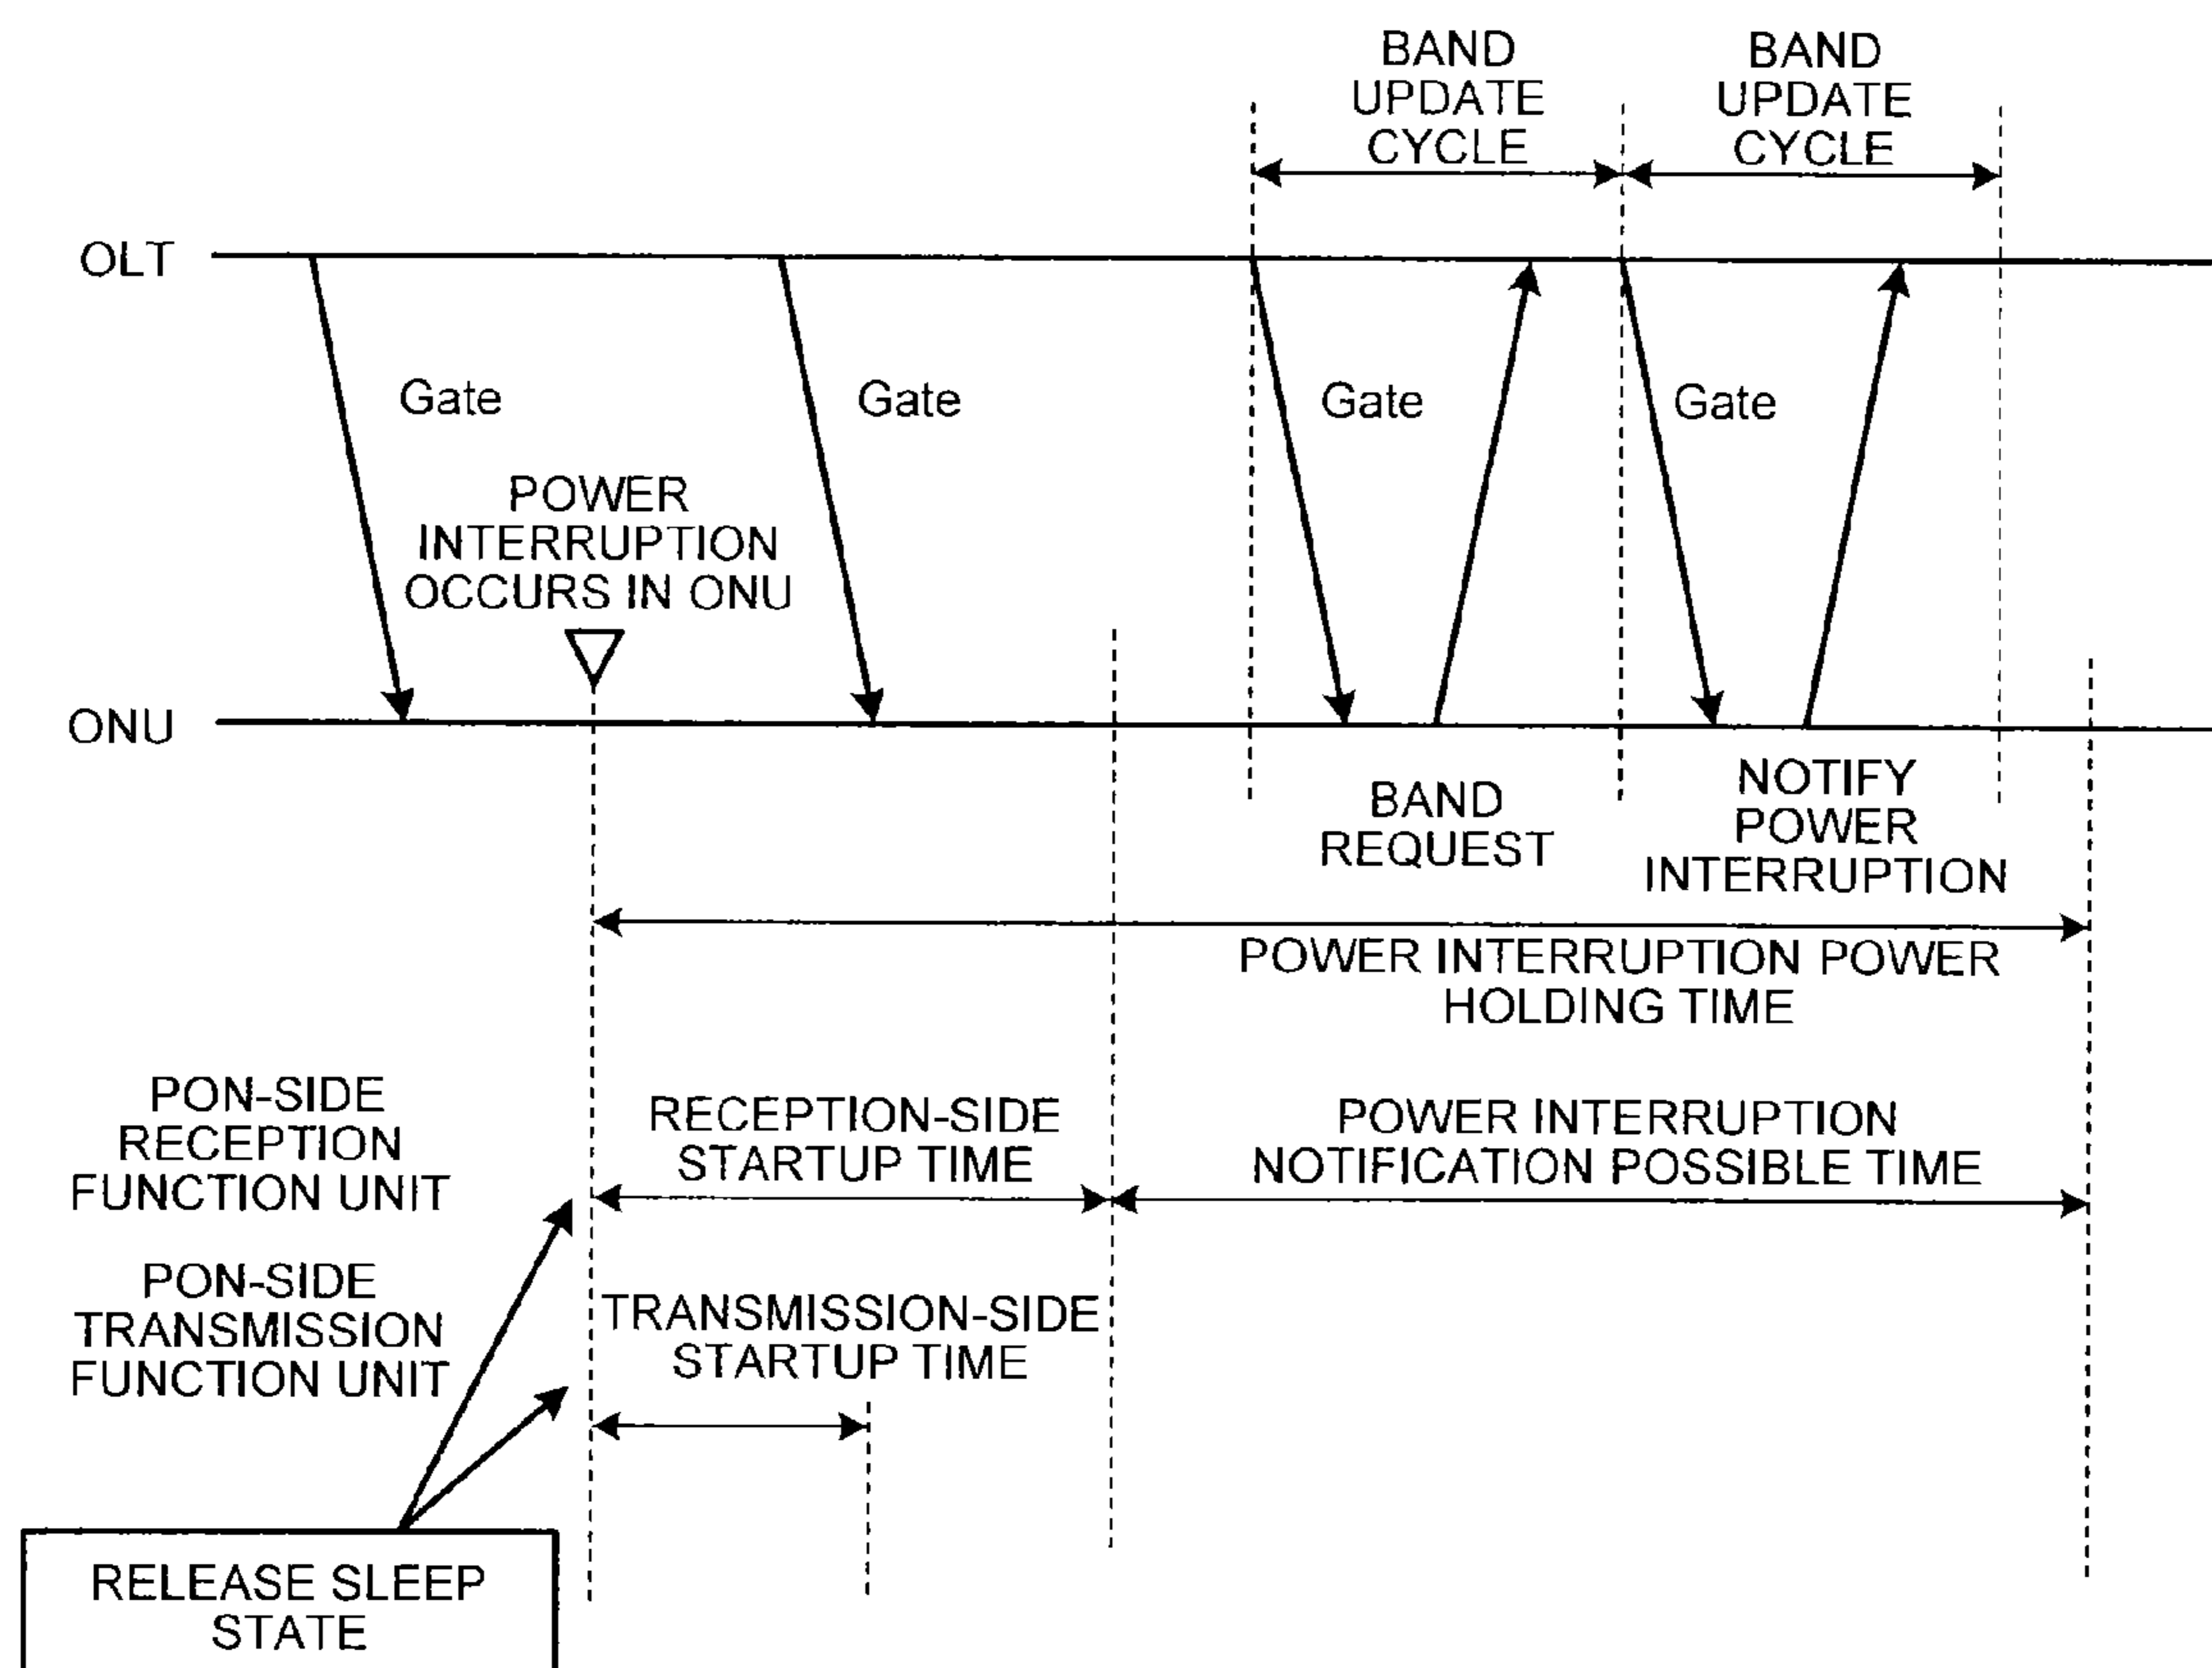 BAND
UPDATE
CYCLE
BAND
UPDATE
CYCLE
OLT
Gate
Gate
Gate
Gate
POWER
INTERRUPTION
OCCURS IN ONU
ONU
BAND
REQUEST
NOTIFY
POWER
INTERRUPTION
POWER INTERRUPTION POWER
HOLDING TIME
PON-SIDE
RECEPTION
FUNCTION UNIT
RECEPTION-SIDE
STARTUP TIME
POWER INTERRUPTION
NOTIFICATION POSSIBLE TIME
PON-SIDE
TRANSMISSION
FUNCTION UNIT
TRANSMISSION-SIDE
STARTUP TIME
RELEASE SLEEP
STATE